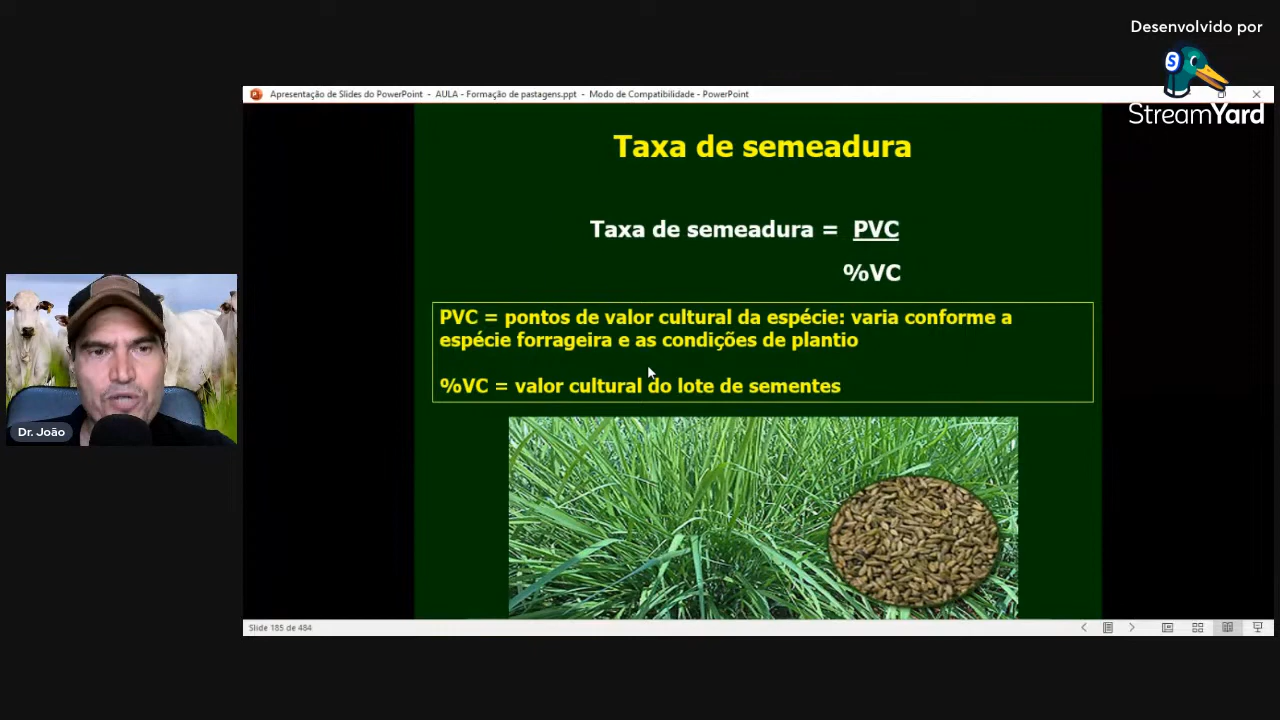 Desenvolvido por
StreamYard
Apresentação de Slides do PowerPoint - AULA - Formação de pastagens.ppt - Modo de Compatibilidade - PowerPoint
Taxa de semeadura
Taxa de semeadura = PVC
%VC
PVC = pontos de valor cultural da espécie: varia conforme a
espécie forrageira e as condições de plantio
%VC = valor cultural do lote de sementes
Dr. João
Slide 185 de 484